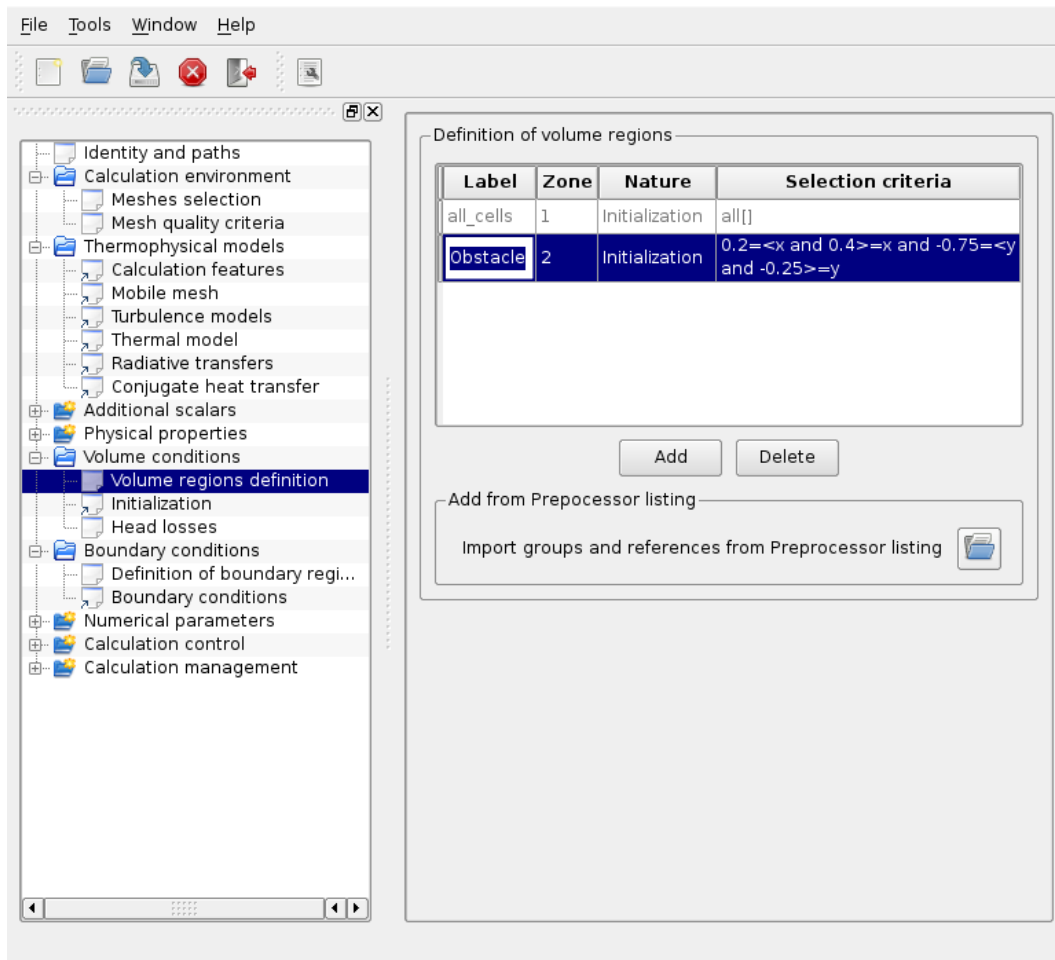 File Tools Window Help
Identity and paths
Calculation environment
Meshes selection
Mesh quality criteria
Thermophysical models
Calculation features
Mobile mesh
Turbulence models
Thermal model
Radiative transfers
Conjugate heat transfer
Additional scalars
Physical properties
Volume conditions
Volume regions definition
Initialization
Head losses
Boundary conditions
Definition of boundary regi...
Boundary conditions
Numerical parameters
Calculation control
Calculation management
Definition of volume regions
Label Zone Nature Selection criteria
all_cells 1 Initialization all[]
Obstacle 2 Initialization 0.2=<x and 0.4>=x and -0.75=<y
and -0.25>=y
Add Delete
Add from Prepocessor listing
Import groups and references from Preprocessor listing